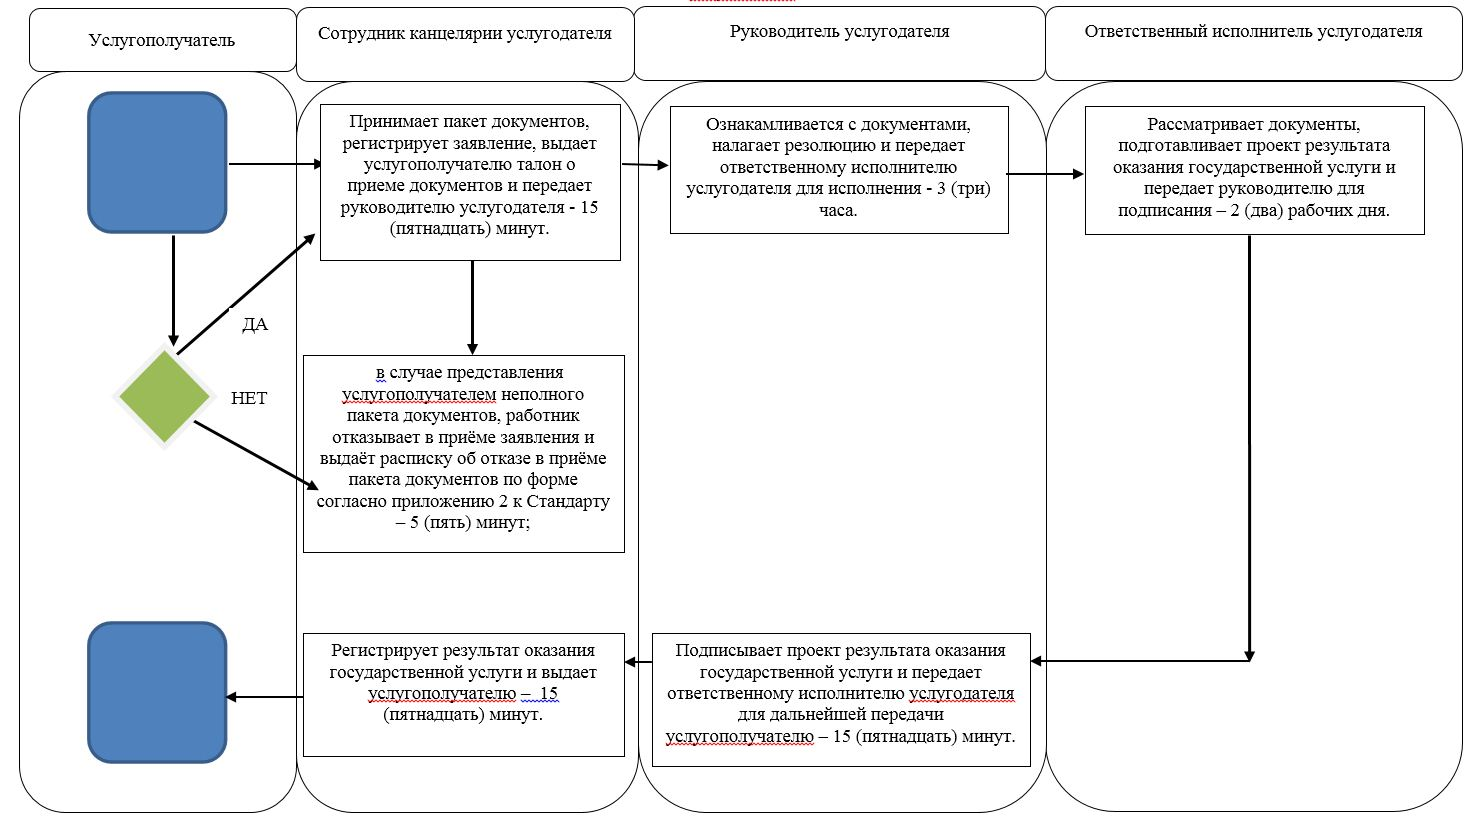 Услугополучатель
Сотрудник канцелярии услугодателя
Руководитель услугодателя
Ответственный исполнитель услугодателя
Принимает пакет документов,
регистрирует заявление, выдает
услугополучателю талон о
приеме документов и передает
руководителю услугодателя - 15
(пятнадцать) минут.
Ознакамливается с документами,
налагает резолюцию и передает
ответственному исполнителю
услугодателя для исполнения - 3 (три)
часа.
Рассматривает документы,
подготавливает проект результата
оказания государственной услуги и
передает руководителю для
подписания – 2 (два) рабочих дня.
ДА
НЕТ
в случае представления
услугополучателем неполного
пакета документов, работник
отказывает в приёме заявления и
выдаёт расписку об отказе в приёме
пакета документов по форме
согласно приложению 2 к Стандарту
– 5 (пять) минут;
Регистрирует результат оказания
государственной услуги и выдает
услугополучателю – 15
(пятнадцать) минут.
Подписывает проект результата оказания
государственной услуги и передает
ответственному исполнителю услугодателя
для дальнейшей передачи
услугополучателю – 15 (пятнадцать) минут.